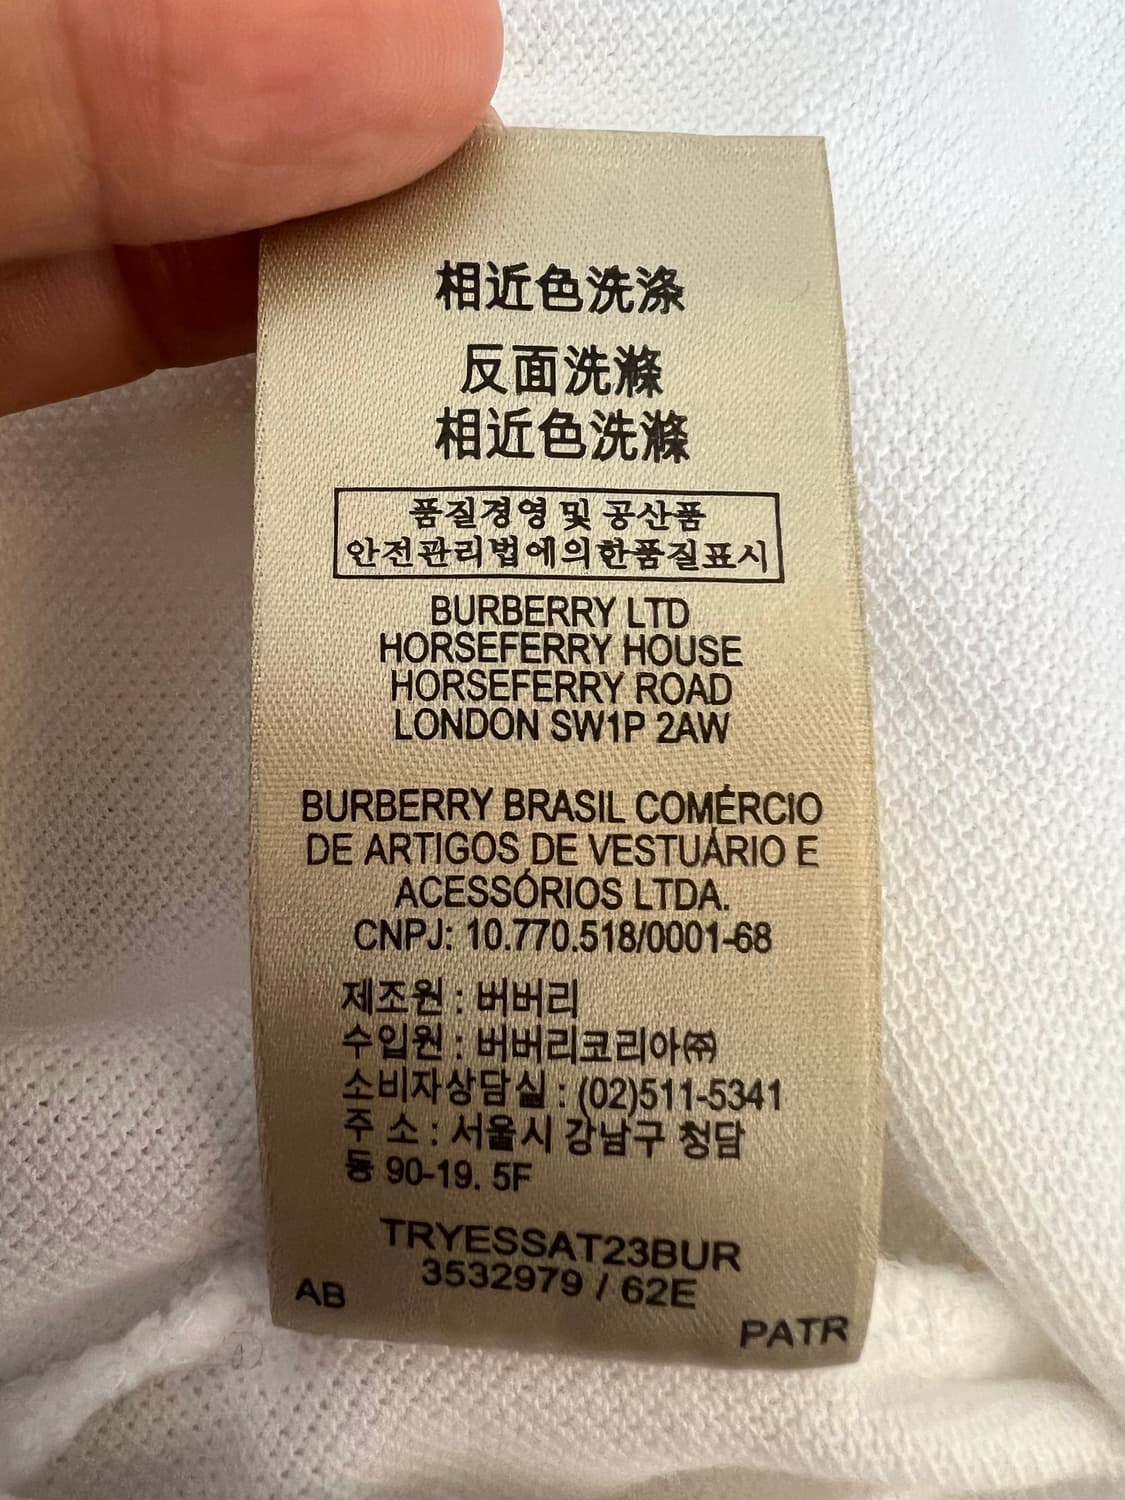 相近色洗涤
反面洗滌
相近色洗滌
품질경영 및 공산품
안전관리법에의한품질표시
BURBERRY LTD
HORSEFERRY HOUSE
HORSEFERRY ROAD
LONDON SW1P 2AW
BURBERRY BRASIL COMÉRCIO
DE ARTIGOS DE VESTUÁRIO E
ACESSÓRIOS LTDA.
CNPJ: 10.770.518/0001-68
제조원 : 버버리
수입원 : 버버리코리아㈜
소비자상담실 : (02)511-5341
주 소 : 서울시 강남구 청담
동 90-19. 5F
TRYESSAT23BUR
3532979 / 62E
AB
PATR